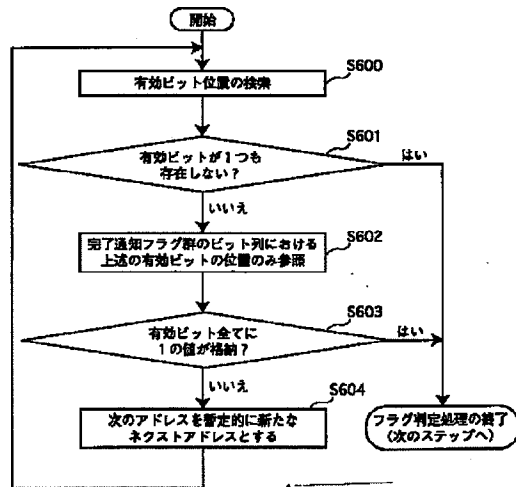 開始
S600
有効ビット位置の検索
S601
有効ビットが1つも
存在しない?
はい
いいえ
S602
完了通知フラグ群のビット列における
上述の有効ビットの位置のみ参照
S603
有効ビット全てに
1の値が格納?
はい
いいえ
S604
次のアドレスを暫定的に新たな
ネクストアドレスとする
フラグ判定処理の終了
(次のステップへ)